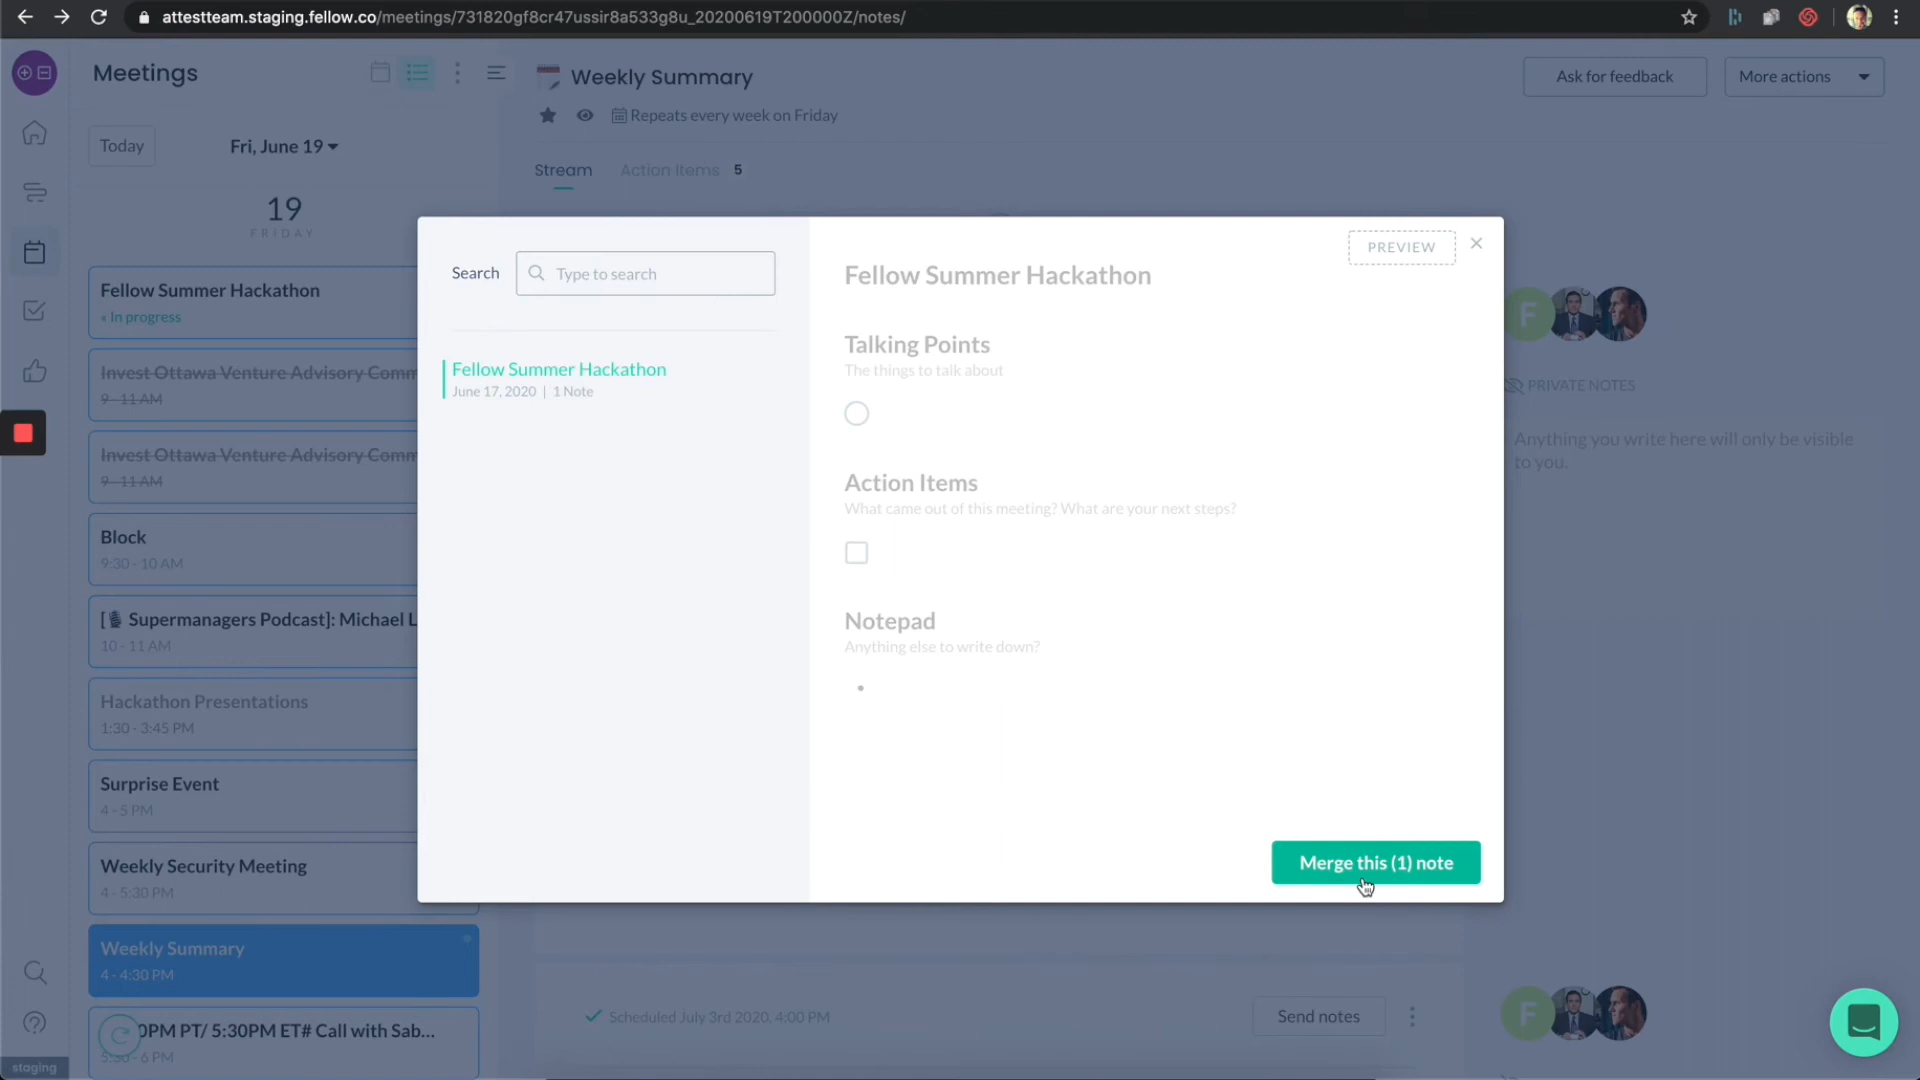 attestteam.staging.fellow.co/meetings/731820gf8cr47ussir8a533g8u_20200619T200000Z/notes/
Meetings
Today
Fri, June 19
19
FRIDAY
Fellow Summer Hackathon
« In progress
Invest Ottawa Venture Advisory Comm
9 - 11 AM
Invest Ottawa Venture Advisory Comm
9 - 11 AM
Block
9:30 - 10 AM
[🎙 Supermanagers Podcast]: Michael L
10 - 11 AM
Hackathon Presentations
1:30 - 3:45 PM
Surprise Event
4 - 5 PM
Weekly Security Meeting
4 - 5:30 PM
Weekly Summary
4 - 4:30 PM
0PM PT/ 5:30PM ET# Call with Sab...
5:30 - 6 PM
staging
Weekly Summary
Repeats every week on Friday
Ask for feedback
More actions
Stream
Action Items 5
Search
Type to search
Fellow Summer Hackathon
June 17, 2020 | 1 Note
PREVIEW
Fellow Summer Hackathon
Talking Points
The things to talk about
Action Items
What came out of this meeting? What are your next steps?
Notepad
Anything else to write down?
Merge this (1) note
F
PRIVATE NOTES
Anything you write here will only be visible
to you.
Scheduled July 3rd 2020, 4:00 PM
Send notes
F